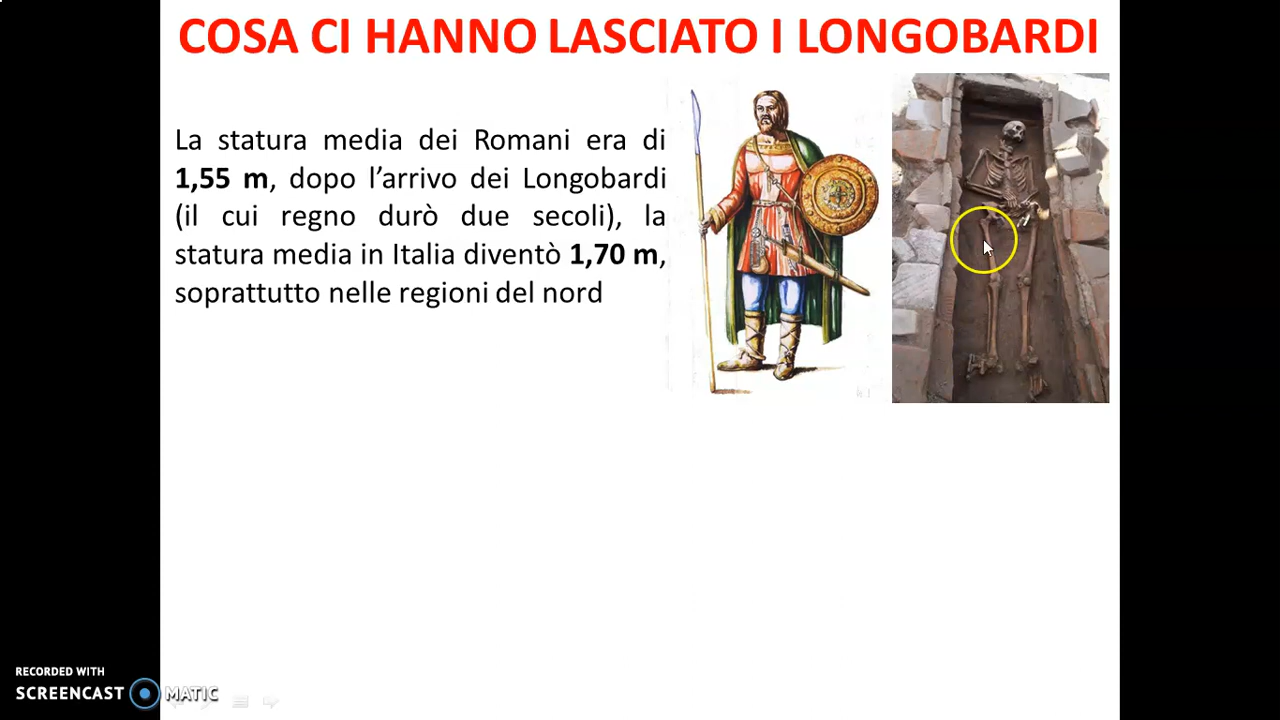 COSA CI HANNO LASCIATO I LONGOBARDI
La statura media dei Romani era di
1,55 m, dopo l’arrivo dei Longobardi
(il cui regno durò due secoli), la
statura media in Italia diventò 1,70 m,
soprattutto nelle regioni del nord
RECORDED WITH
SCREENCAST MATIC